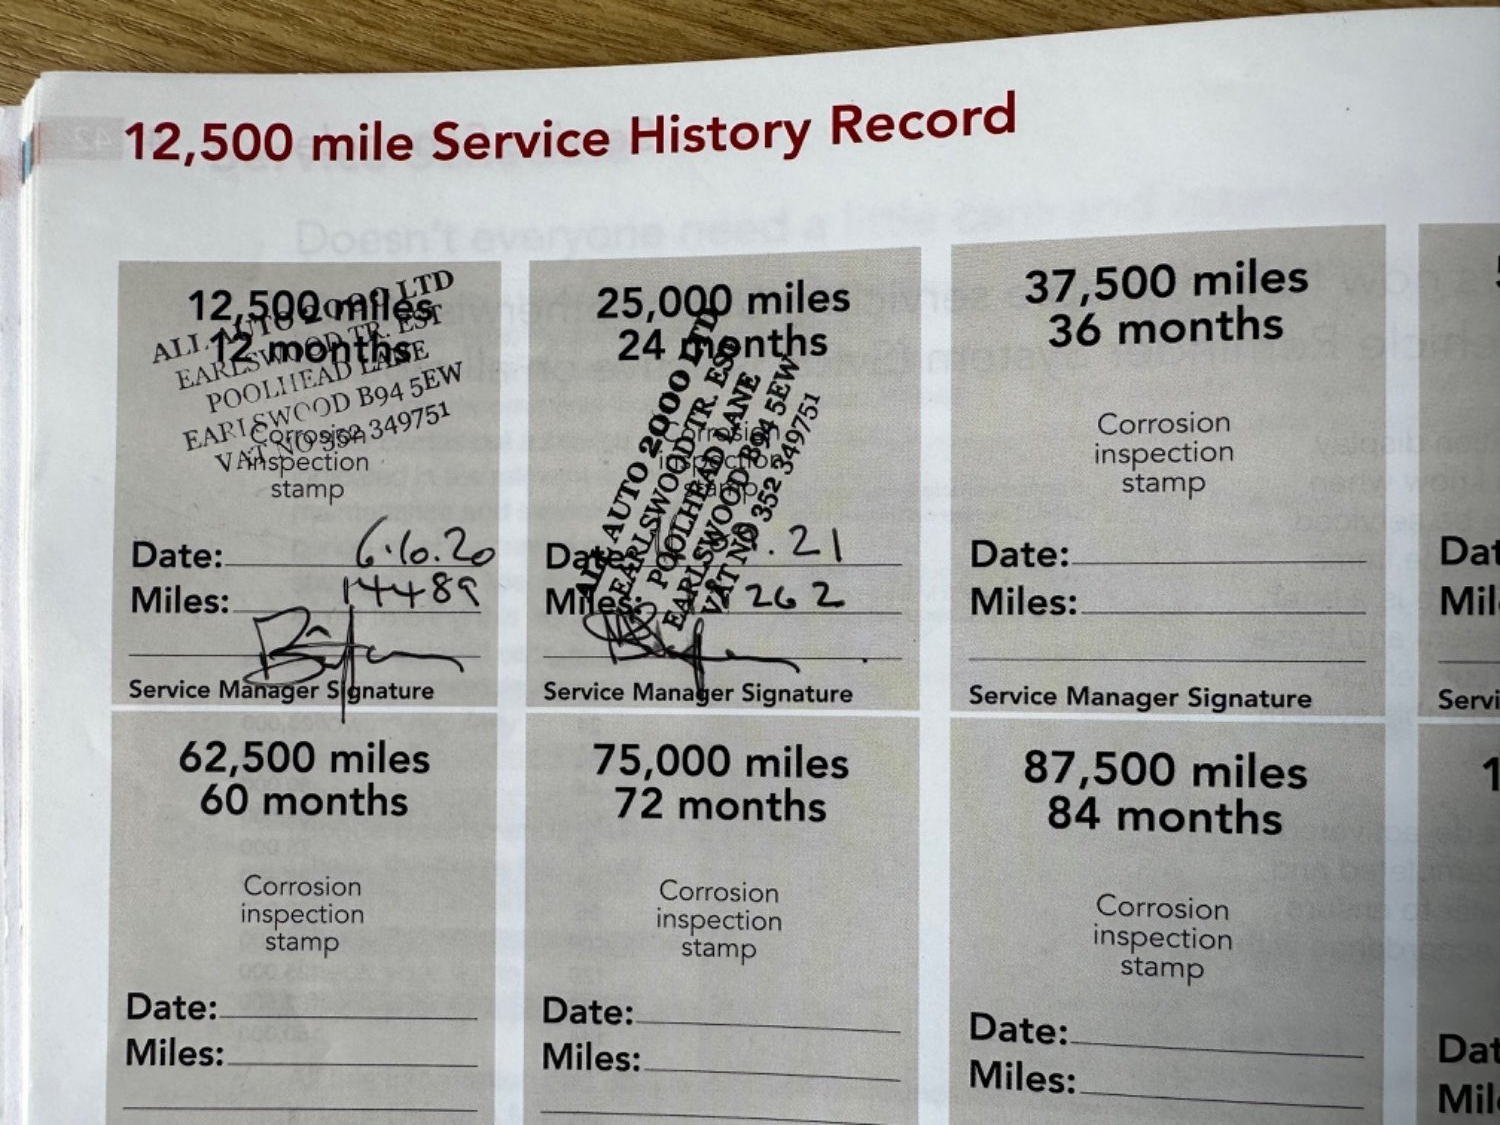 12,500 mile Service History Record
12,500 miles
12 months
ALL AUTO 2000 LTD
EARLSWOOD TR. EST
POOLHEAD LANE
EARLSWOOD B94 5EW
VAT NO 352 349751
Corrosion
inspection
stamp
Date: 6.10.20
Miles: 14489
Service Manager Signature
25,000 miles
24 months
ALL AUTO 2000 LTD
EARLSWOOD TR. EST
POOLHEAD LANE
EARLSWOOD B94 5EW
VAT NO 352 349751
Corrosion
inspection
stamp
Date: .21
Miles: 262
Service Manager Signature
37,500 miles
36 months
Corrosion
inspection
stamp
Date:
Miles:
Service Manager Signature
62,500 miles
60 months
Corrosion
inspection
stamp
Date:
Miles:
75,000 miles
72 months
Corrosion
inspection
stamp
Date:
Miles:
87,500 miles
84 months
Corrosion
inspection
stamp
Date:
Miles: